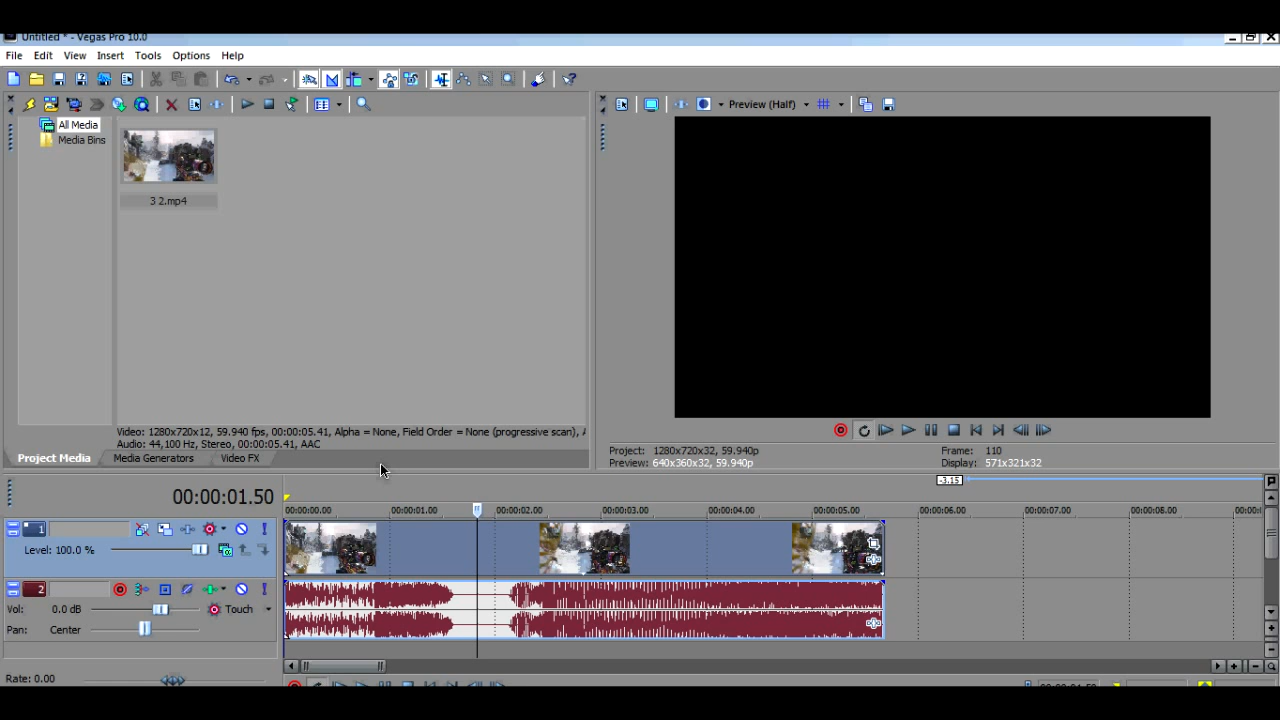 Untitled * - Vegas Pro 10.0
File Edit View Insert Tools Options Help
Preview (Half)
All Media
Media Bins
3 2.mp4
Video: 1280x720x12, 59.940 fps, 00:00:05.41, Alpha = None, Field Order = None (progressive scan),
Audio: 44,100 Hz, Stereo, 00:00:05.41, AAC
Project Media Media Generators Video FX
Project: 1280x720x32, 59.940p Frame: 110
Preview: 640x360x32, 59.940p Display: 571x321x32
-3.15
00:00:01.50
00:00:00.00 00:00:01.00 00:00:02.00 00:00:03.00 00:00:04.00 00:00:05.00 00:00:06.00 00:00:07.00 00:00:08.00
1
Level: 100.0 %
2
Vol: 0.0 dB Touch
Pan: Center
Rate: 0.00